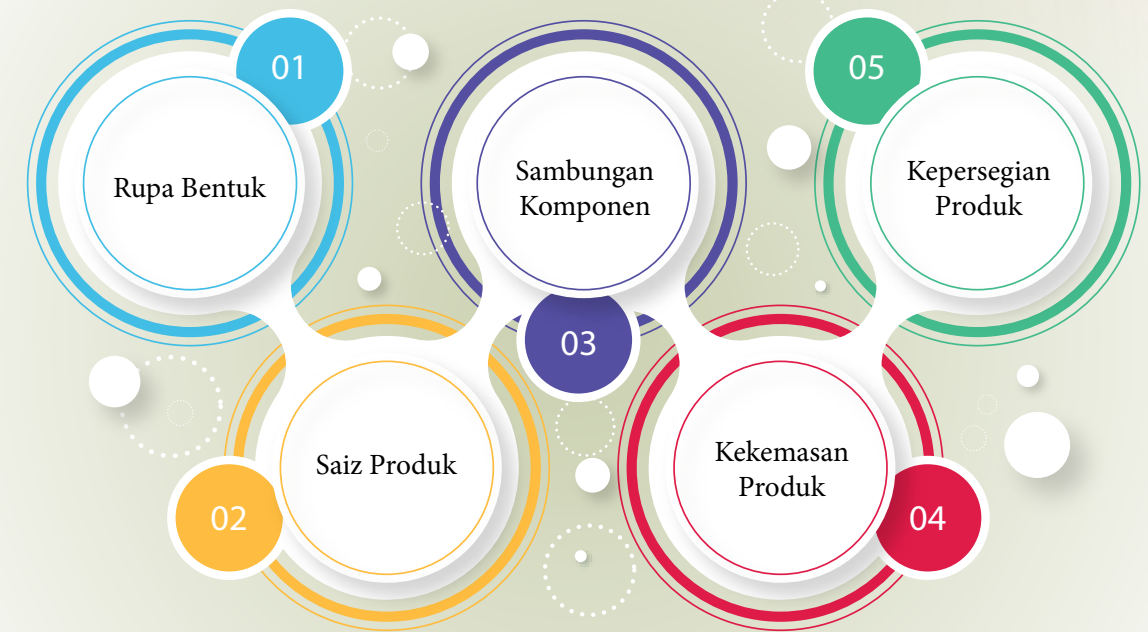 01
Rupa Bentuk
02
Saiz Produk
03
Sambungan
Komponen
04
Kekemasan
Produk
05
Kepersegian
Produk